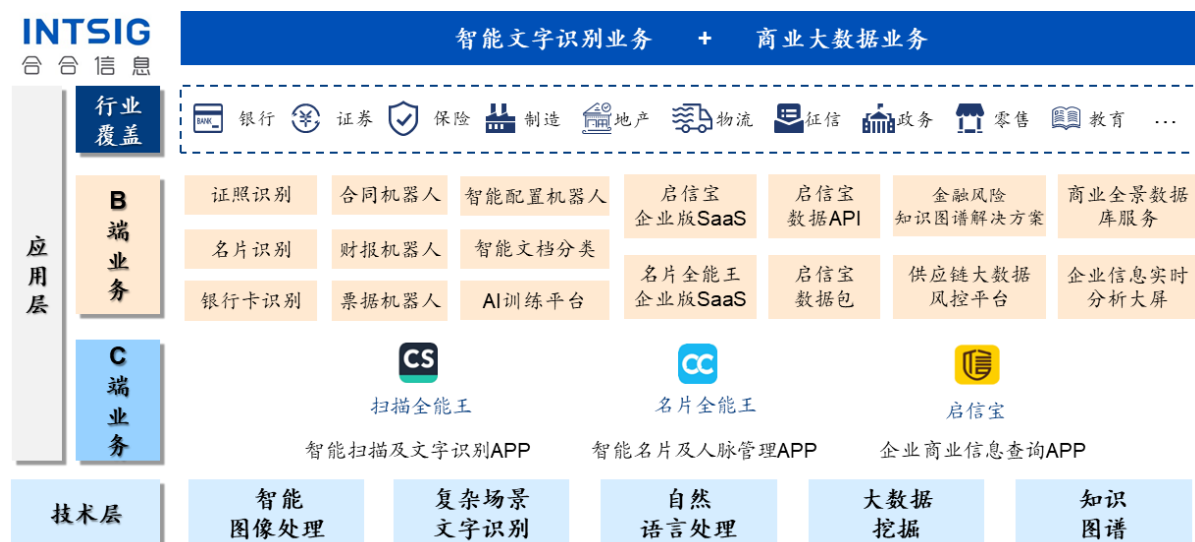 INTSIG
合合信息
智能文字识别业务 + 商业大数据业务
应用层
行业
覆盖
BANK
银行
¥
证券
保险
制造
地产
物流
征信
政务
零售
教育
...
B端业务
证照识别
合同机器人
智能配置机器人
启信宝
企业版SaaS
启信宝
数据API
金融风险
知识图谱解决方案
商业全景数据
库服务
名片识别
财报机器人
智能文档分类
银行卡识别
票据机器人
AI训练平台
名片全能王
企业版SaaS
启信宝
数据包
供应链大数据
风控平台
企业信息实时
分析大屏
C端业务
CS
扫描全能王
智能扫描及文字识别APP
CC
名片全能王
智能名片及人脉管理APP
信
启信宝
企业商业信息查询APP
技术层
智能
图像处理
复杂场景
文字识别
自然
语言处理
大数据
挖掘
知识
图谱